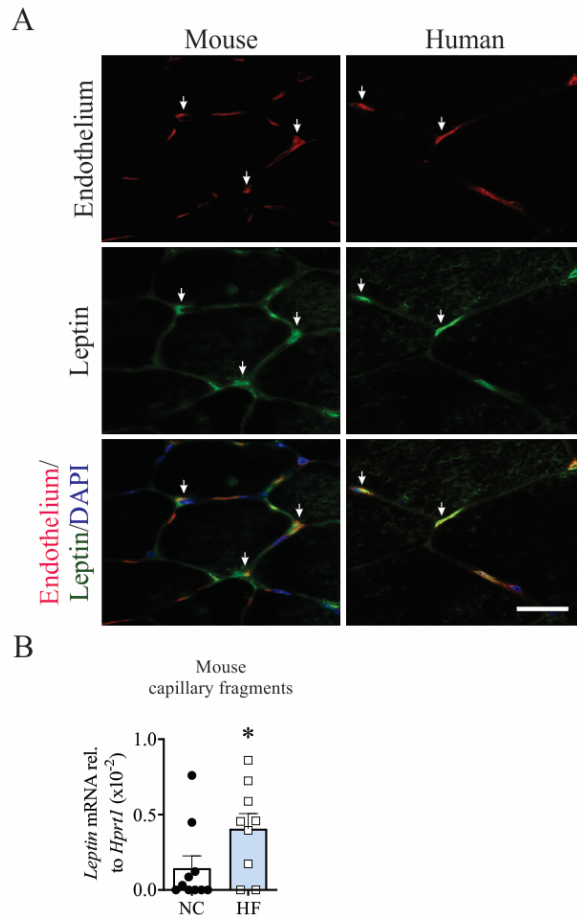 A
Mouse
Human
Endothelium
Leptin
Endothelium/
Leptin/DAPI
B
Mouse
capillary fragments
*
Leptin mRNA rel.
to Hprt1 (x10-2)
1.0
0.5
0.0
NC
HF